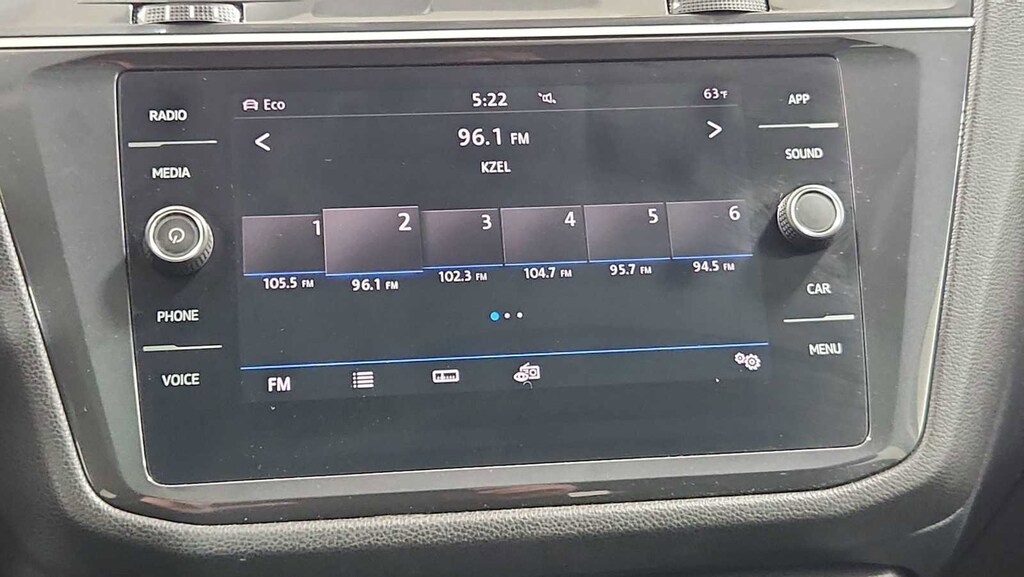 RADIO
MEDIA
PHONE
VOICE
Eco
5:22
63°F
96.1 FM
KZEL
1
2
3
4
5
6
105.5 FM
96.1 FM
102.3 FM
104.7 FM
95.7 FM
94.5 FM
FM
APP
SOUND
CAR
MENU